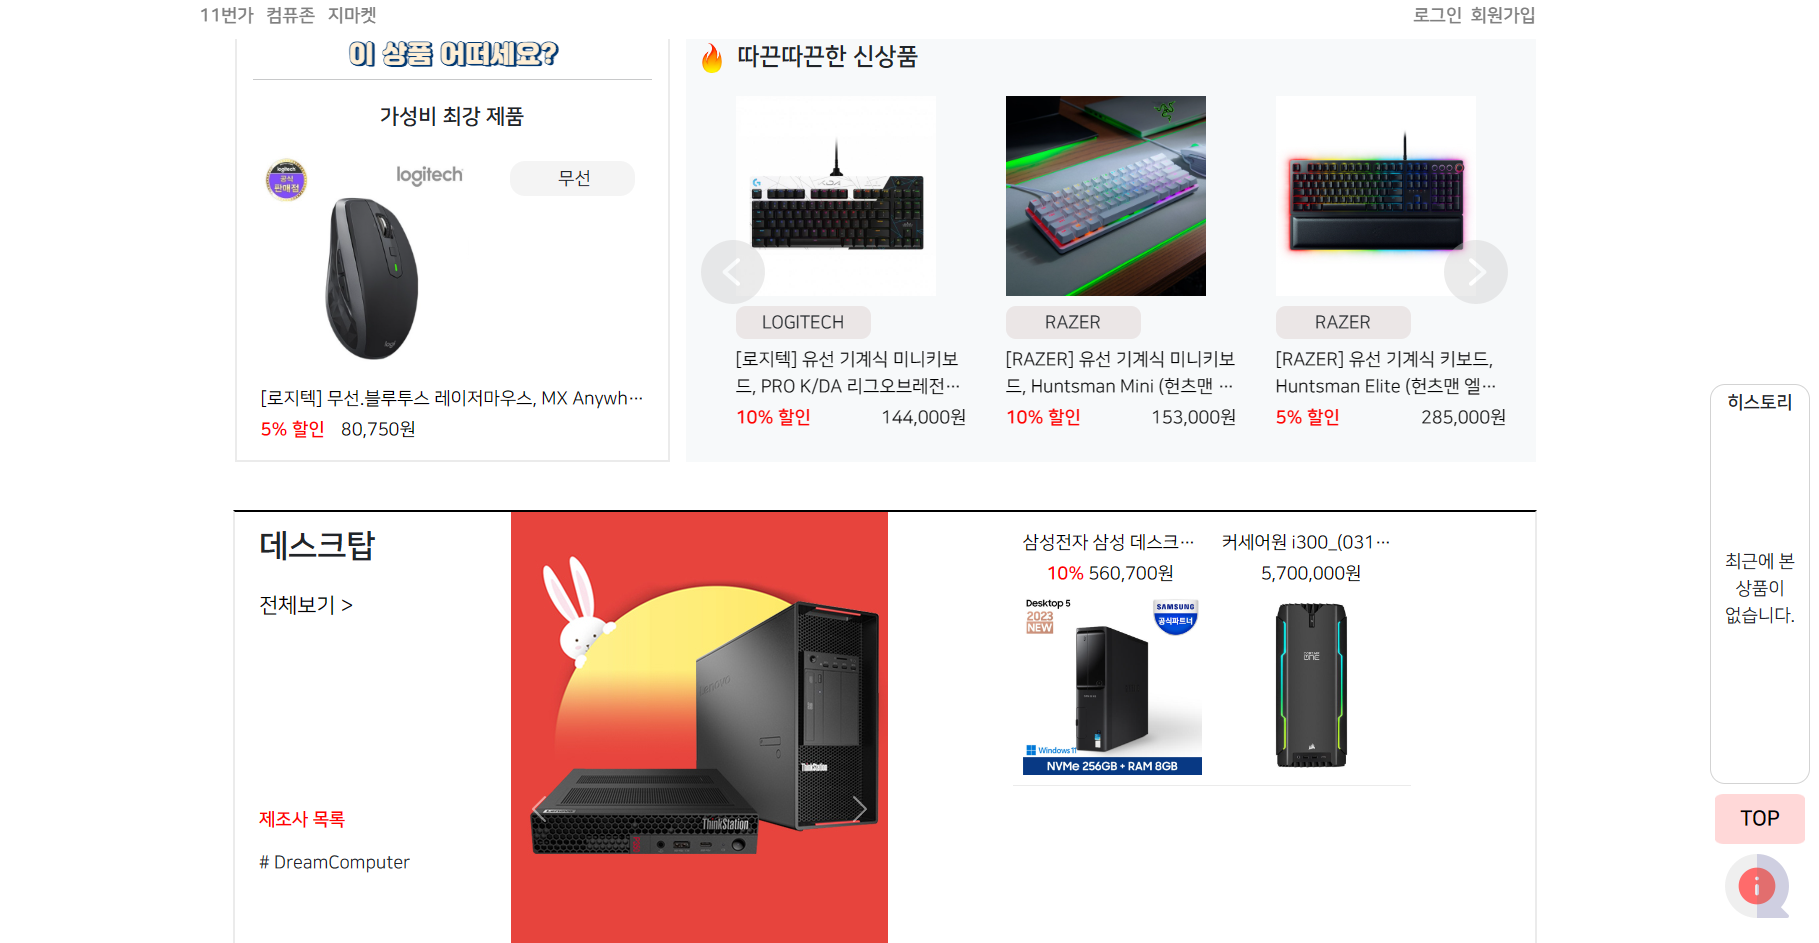 11번가 컴퓨존 지마켓
로그인 회원가입
이 상품 어떠세요?
가성비 최강 제품
logitech
공식
판매점
logitech
무선
logi
[로지텍] 무선.블루투스 레이저마우스, MX Anywh…
5% 할인 80,750원
따끈따끈한 신상품
LOGITECH
[로지텍] 유선 기계식 미니키보
드, PRO K/DA 리그오브레전…
10% 할인 144,000원
RAZER
[RAZER] 유선 기계식 미니키보
드, Huntsman Mini (헌츠맨 …
10% 할인 153,000원
RAZER
[RAZER] 유선 기계식 키보드,
Huntsman Elite (헌츠맨 엘…
5% 할인 285,000원
히스토리
최근에 본
상품이
없습니다.
TOP
데스크탑
전체보기 >
제조사 목록
# DreamComputer
Lenovo
ThinkStation
ThinkStation
삼성전자 삼성 데스크…
10% 560,700원
Desktop 5
2023
NEW
SAMSUNG
공식파트너
Windows 11
NVMe 256GB + RAM 8GB
커세어원 i300_(031…
5,700,000원
ONE